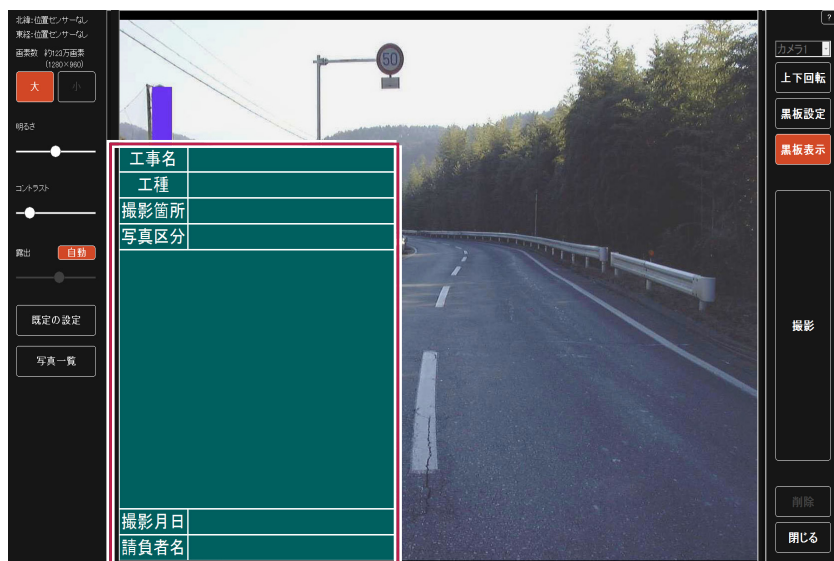 北緯:位置センサーなし
東経:位置センサーなし
画素数 約123万画素
(1280×960)
大
小
明るさ
コントラスト
露出
自動
既定の設定
写真一覧
50
工事名
工種
撮影箇所
写真区分
撮影月日
請負者名
?
カメラ1
上下回転
黒板設定
黒板表示
撮影
削除
閉じる